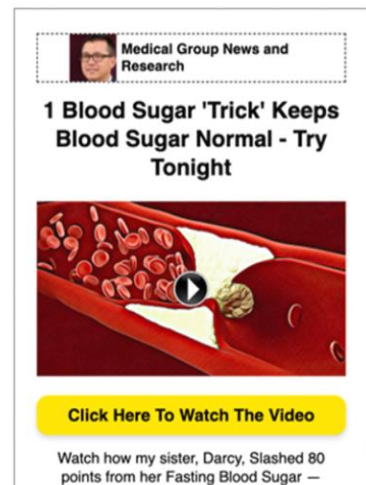 Medical Group News and
Research
1 Blood Sugar 'Trick' Keeps
Blood Sugar Normal - Try
Tonight
Click Here To Watch The Video
Watch how my sister, Darcy, Slashed 80
points from her Fasting Blood Sugar —